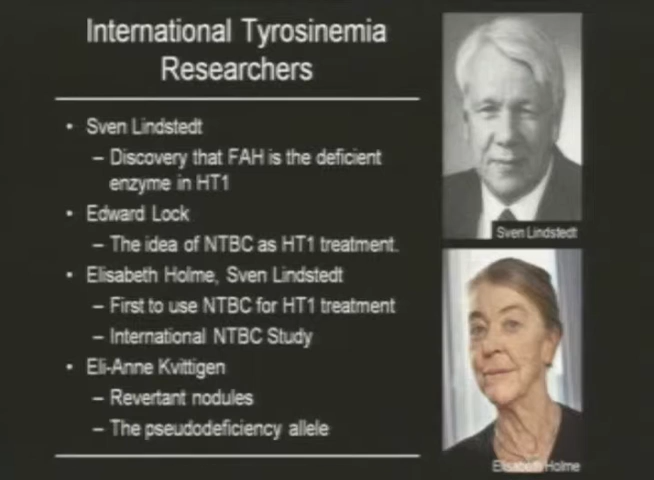 International Tyrosinemia
Researchers
• Sven Lindstedt
– Discovery that FAH is the deficient
enzyme in HT1
• Edward Lock
– The idea of NTBC as HT1 treatment.
• Elisabeth Holme, Sven Lindstedt
– First to use NTBC for HT1 treatment
– International NTBC Study
• Eli-Anne Kvittigen
– Revertant nodules
– The pseudodeficiency allele
Sven Lindstedt
Elisabeth Holme